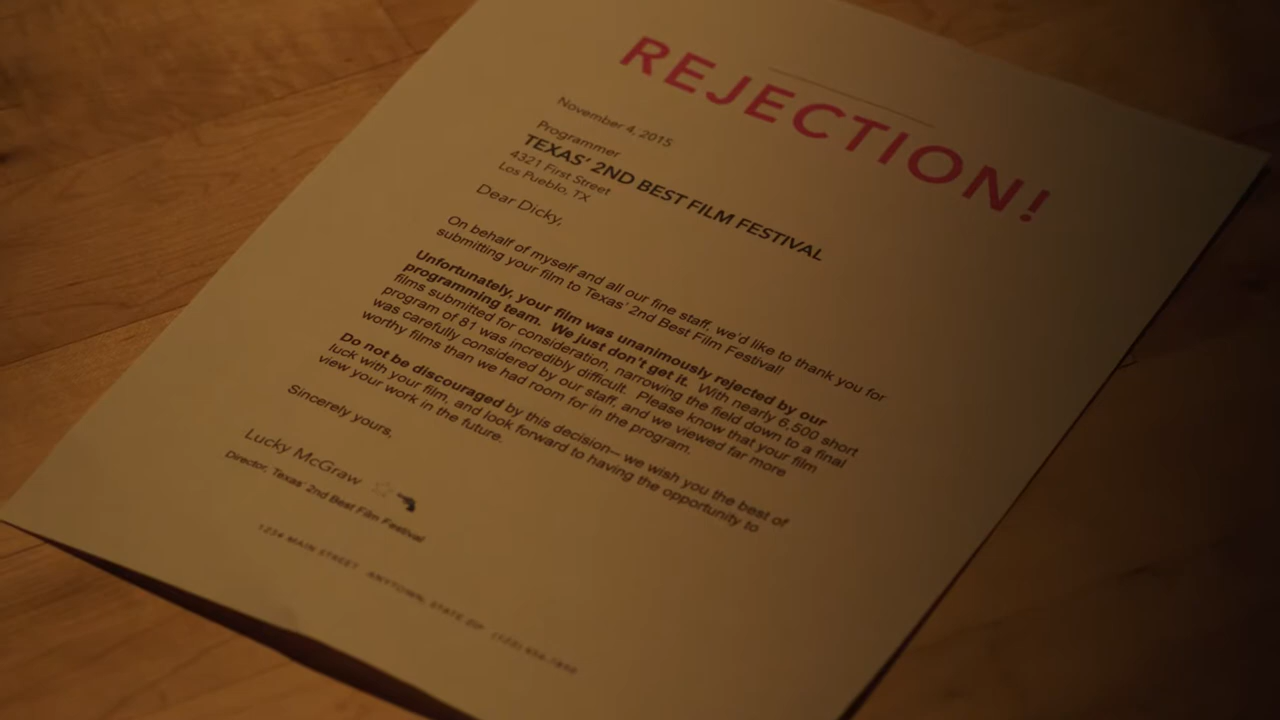 REJECTION!
November 4, 2015
Programmer
TEXAS' 2ND BEST FILM FESTIVAL
4321 First Street
Los Pueblo, TX
Dear Dicky,
On behalf of myself and all our fine staff, we'd like to thank you for
submitting your film to Texas' 2nd Best Film Festival!
Unfortunately, your film was unanimously rejected by our
programming team. We just don't get it. With nearly 6,500 short
films submitted for consideration, narrowing the field down to a final
program of 81 was incredibly difficult. Please know that your film
was carefully considered by our staff, and we viewed far more
worthy films than we had room for in the program.
Do not be discouraged by this decision— we wish you the best of
luck with your film, and look forward to having the opportunity to
view your work in the future.
Sincerely yours,
Lucky McGraw
Director, Texas' 2nd Best Film Festival
1234 MAIN STREET ANYTOWN, STATE ZIP